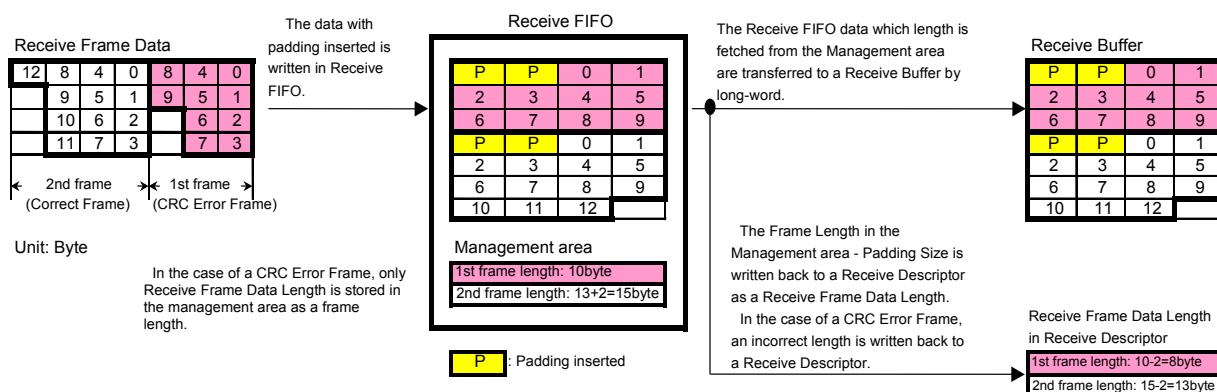 Receive Frame Data
12 8 4 0 8 4 0
9 5 1 9 5 1
10 6 2 6 2
11 7 3 7 3
2nd frame
(Correct Frame)
1st frame
(CRC Error Frame)
Unit: Byte
The data with
padding inserted is
written in Receive
FIFO.
In the case of a CRC Error Frame, only
Receive Frame Data Length is stored in
the management area as a frame
length.
Receive FIFO
P P 0 1
2 3 4 5
6 7 8 9
P P 0 1
2 3 4 5
6 7 8 9
10 11 12
Management area
1st frame length: 10byte
2nd frame length: 13+2=15byte
P : Padding inserted
The Receive FIFO data which length is
fetched from the Management area
are transferred to a Receive Buffer by
long-word.
The Frame Length in the
Management area - Padding Size is
written back to a Receive Descriptor
as a Receive Frame Data Length.
In the case of a CRC Error Frame,
an incorrect length is written back to
a Receive Descriptor.
Receive Buffer
P P 0 1
2 3 4 5
6 7 8 9
P P 0 1
2 3 4 5
6 7 8 9
10 11 12
Receive Frame Data Length
in Receive Descriptor
1st frame length: 10-2=8byte
2nd frame length: 15-2=13byte